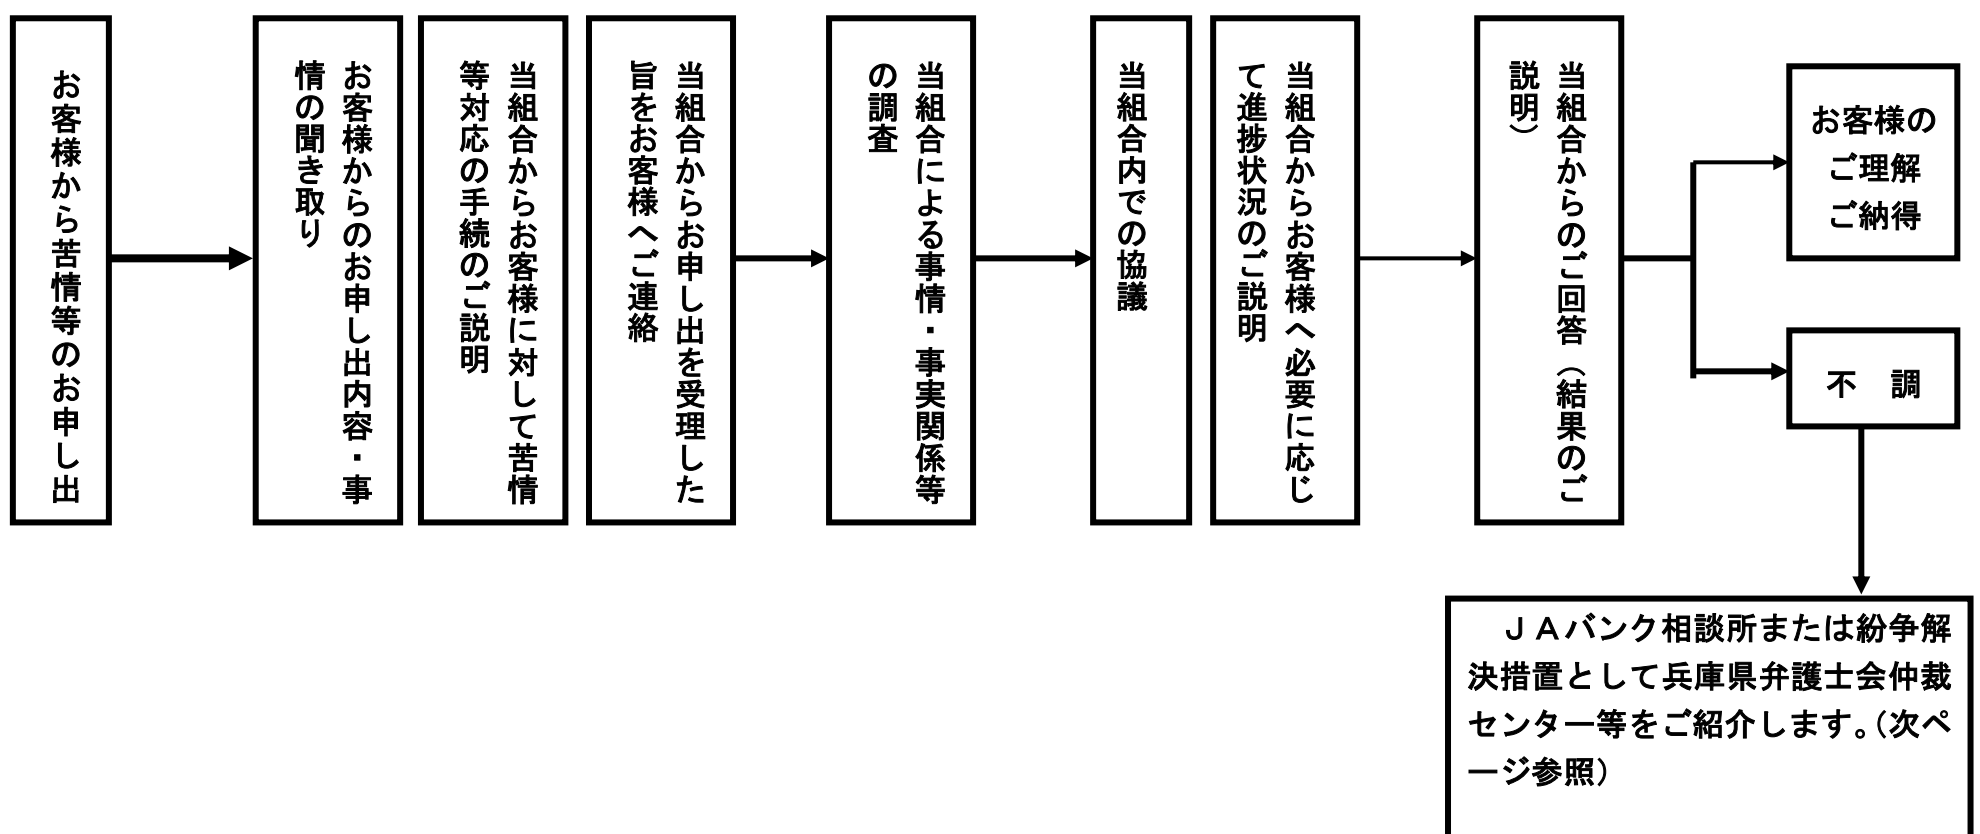 お客様から苦情等のお申し出
お客様からのお申し出内容・事
情の聞き取り
当組合からお客様に対して苦情
等対応の手続のご説明
当組合からお申し出を受理した
旨をお客様へご連絡
当組合による事情・事実関係等
の調査
当組合内での協議
当組合からお客様へ必要に応じ
て進捗状況のご説明
当組合からのご回答（結果のご
説明）
お客様の
ご理解
ご納得
不　調
ＪＡバンク相談所または紛争解
決措置として兵庫県弁護士会仲裁
センター等をご紹介します。（次ペ
ージ参照）